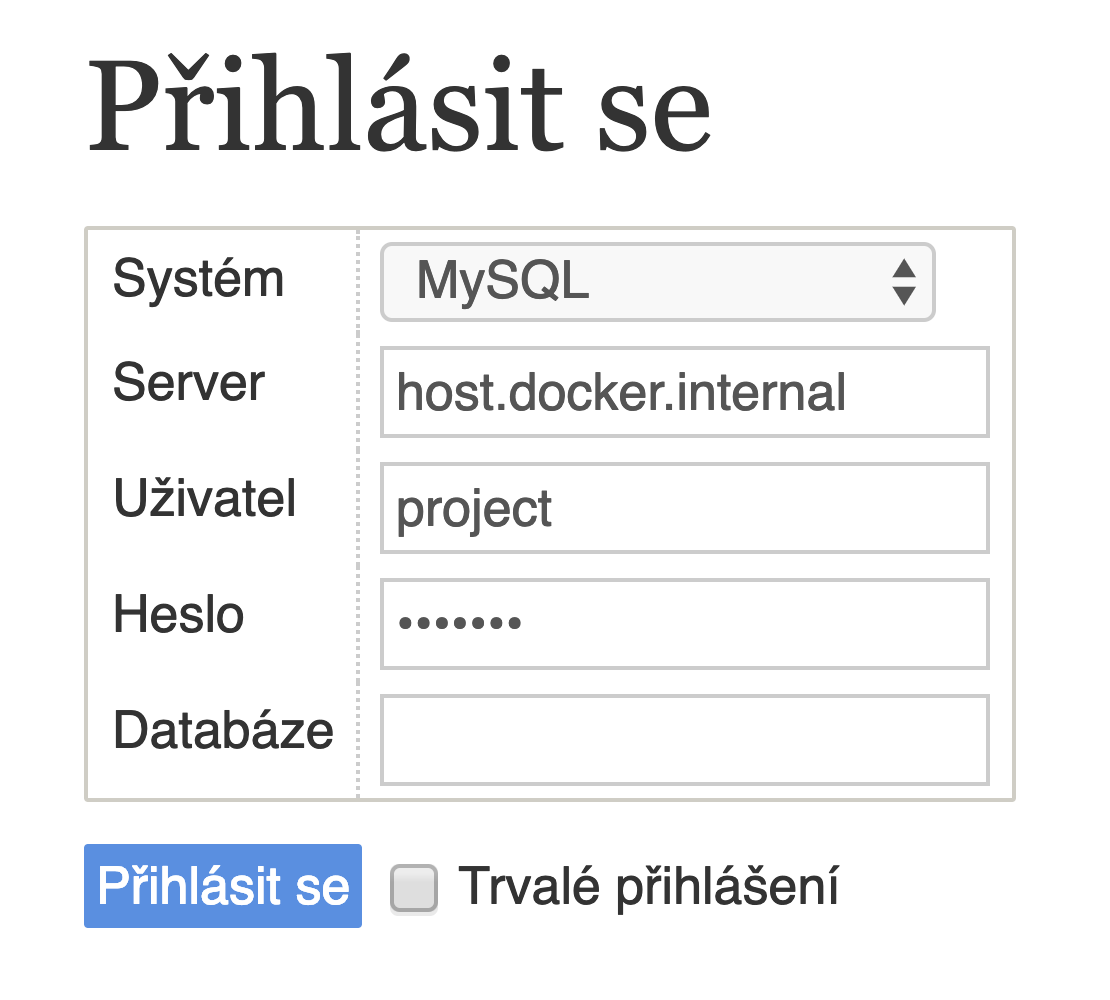 Přihlásit se
Systém MySQL
Server host.docker.internal
Uživatel project
Heslo •••••••
Databáze
Přihlásit se Trvalé přihlášení